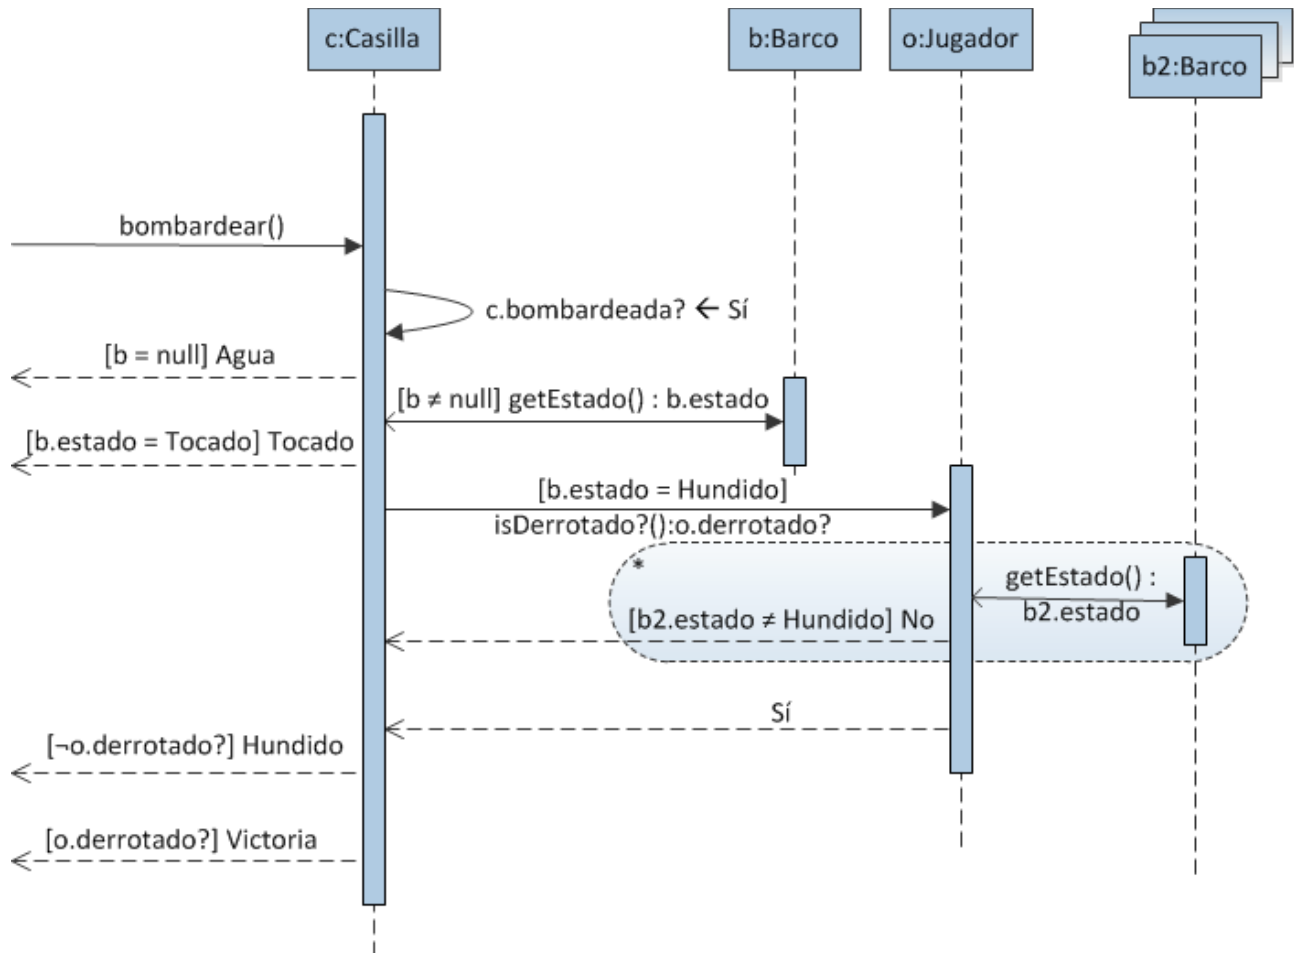 c:Casilla
b:Barco
o:Jugador
b2:Barco
bombardear()
c.bombardeada? ← Sí
[b = null] Agua
[b ≠ null] getEstado() : b.estado
[b.estado = Tocado] Tocado
[b.estado = Hundido]
isDerrotado?():o.derrotado?
*
getEstado() :
b2.estado
[b2.estado ≠ Hundido] No
Sí
[¬o.derrotado?] Hundido
[o.derrotado?] Victoria